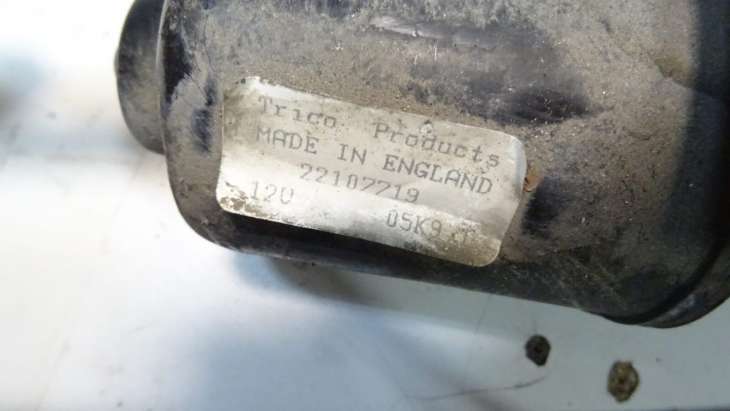 Trico Products
MADE IN ENGLAND
22107719
12V 05K9